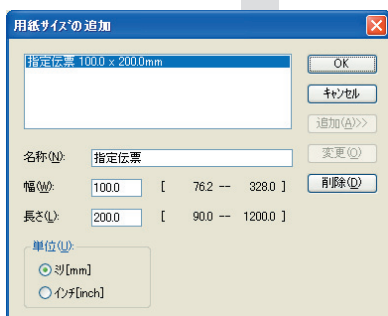 用紙ｻｲｽﾞの追加
指定伝票 100.0 x 200.0mm
OK
ｷｬﾝｾﾙ
追加(A)>>
名称(N): 指定伝票
変更(O)
幅(W): 100.0 [ 76.2 -- 328.0 ]
削除(D)
長さ(L): 200.0 [ 90.0 -- 1200.0 ]
単位(U):
ﾐﾘ[mm]
ｲﾝﾁ[inch]